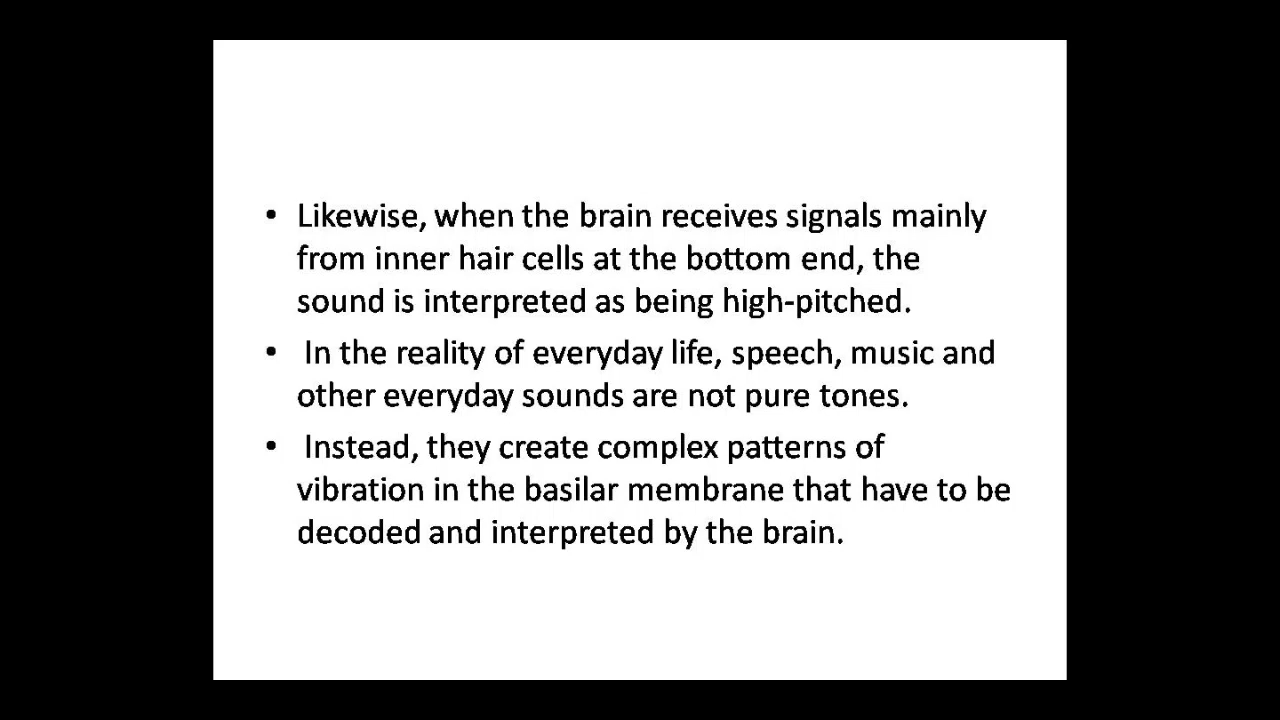 • Likewise, when the brain receives signals mainly
from inner hair cells at the bottom end, the
sound is interpreted as being high-pitched.
• In the reality of everyday life, speech, music and
other everyday sounds are not pure tones.
• Instead, they create complex patterns of
vibration in the basilar membrane that have to be
decoded and interpreted by the brain.